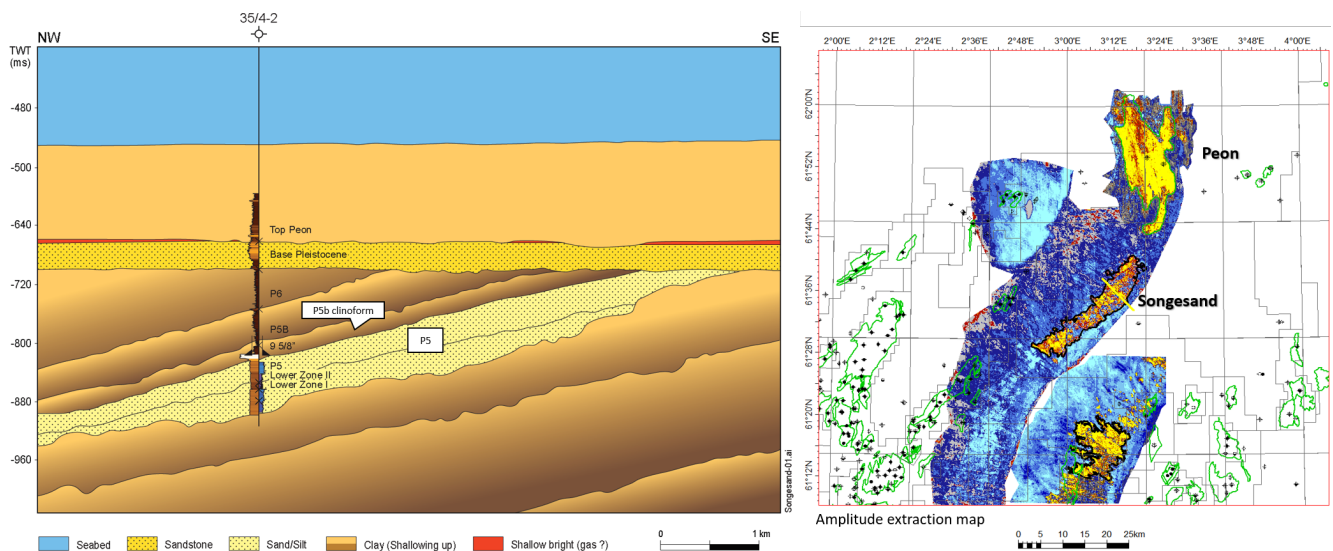 35/4-2
NW
SE
TWT
(ms)
-480
-500
-640
-720
-800
-880
-960
Top Peon
Base Pleistocene
P6
P5b clinoform
P5B
9 5/8"
P5
P5
Lower Zone II
Lower Zone I
Songesand-01.ai
Seabed
Sandstone
Sand/Silt
Clay (Shallowing up)
Shallow bright (gas ?)
0
1 km
2°00'E
2°12'E
2°24'E
2°36'E
2°48'E
3°00'E
3°12'E
3°24'E
3°36'E
3°48'E
4°00'E
62°00'N
61°52'N
61°44'N
61°36'N
61°28'N
61°20'N
61°12'N
Peon
Songesand
Amplitude extraction map
0 5 10 15 20 25km